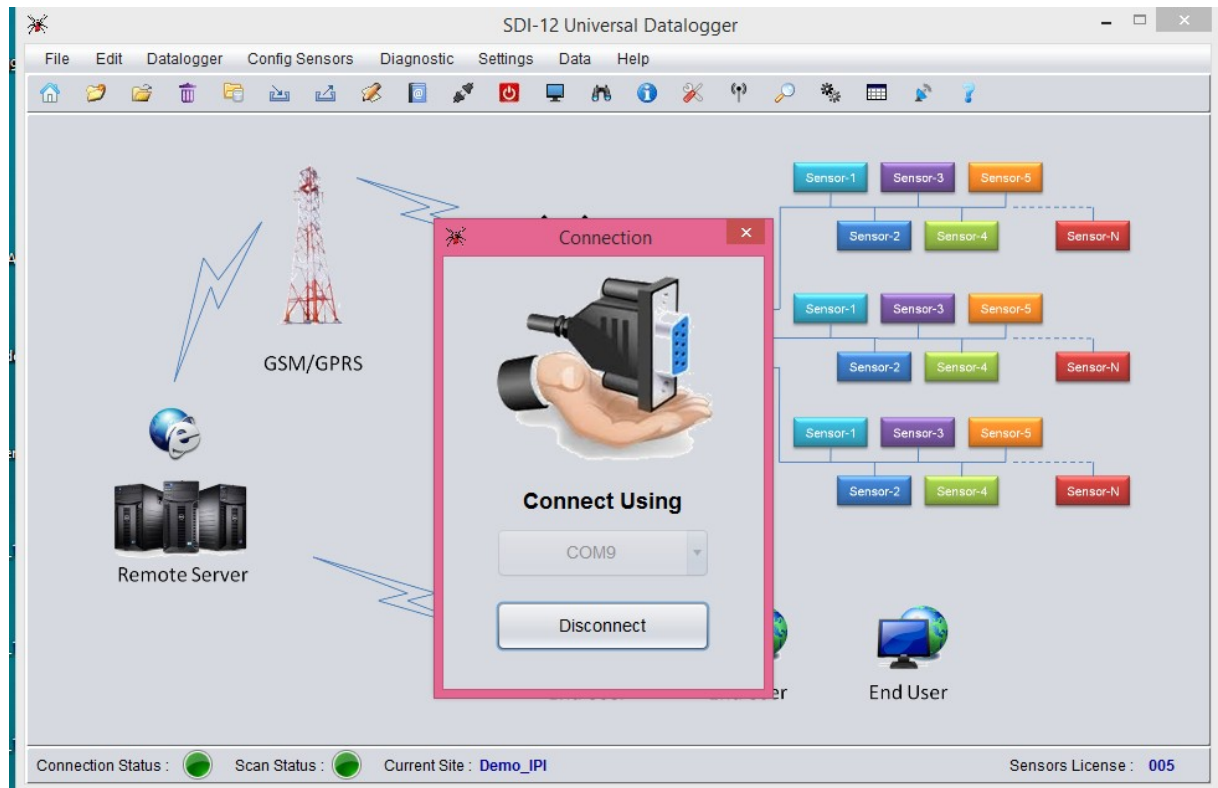 SDI-12 Universal Datalogger
File Edit Datalogger Config Sensors Diagnostic Settings Data Help
Sensor-1 Sensor-3 Sensor-5
Sensor-2 Sensor-4 Sensor-N
Connection
Sensor-1 Sensor-3 Sensor-5
GSM/GPRS
Sensor-2 Sensor-4 Sensor-N
Sensor-1 Sensor-3 Sensor-5
Sensor-2 Sensor-4 Sensor-N
Connect Using
COM9
Remote Server
Disconnect
End User
Connection Status : Scan Status : Current Site : Demo_IPI Sensors License : 005